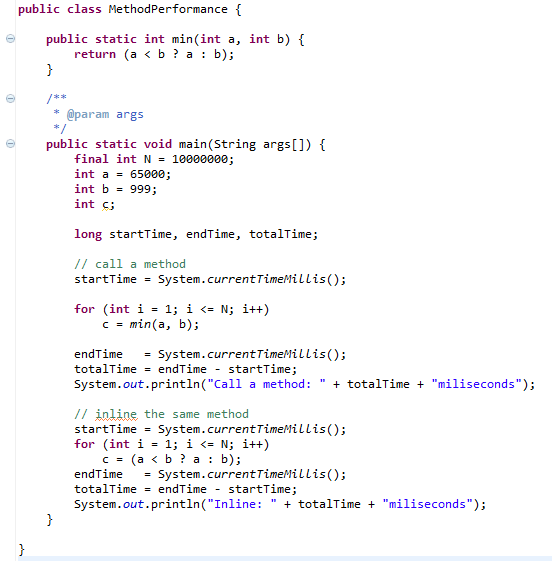 public class MethodPerformance {
public static int min(int a, int b) {
return (a < b ? a : b);
}
/**
* @param args
*/
public static void main(String args[]) {
final int N = 10000000;
int a = 65000;
int b = 999;
int c;
long startTime, endTime, totalTime;
// call a method
startTime = System.currentTimeMillis();
for (int i = 1; i <= N; i++)
c = min(a, b);
endTime   = System.currentTimeMillis();
totalTime = endTime - startTime;
System.out.println("Call a method: " + totalTime + "miliseconds");
// inline the same method
startTime = System.currentTimeMillis();
for (int i = 1; i <= N; i++)
c = (a < b ? a : b);
endTime   = System.currentTimeMillis();
totalTime = endTime - startTime;
System.out.println("Inline: " + totalTime + "miliseconds");
}
}